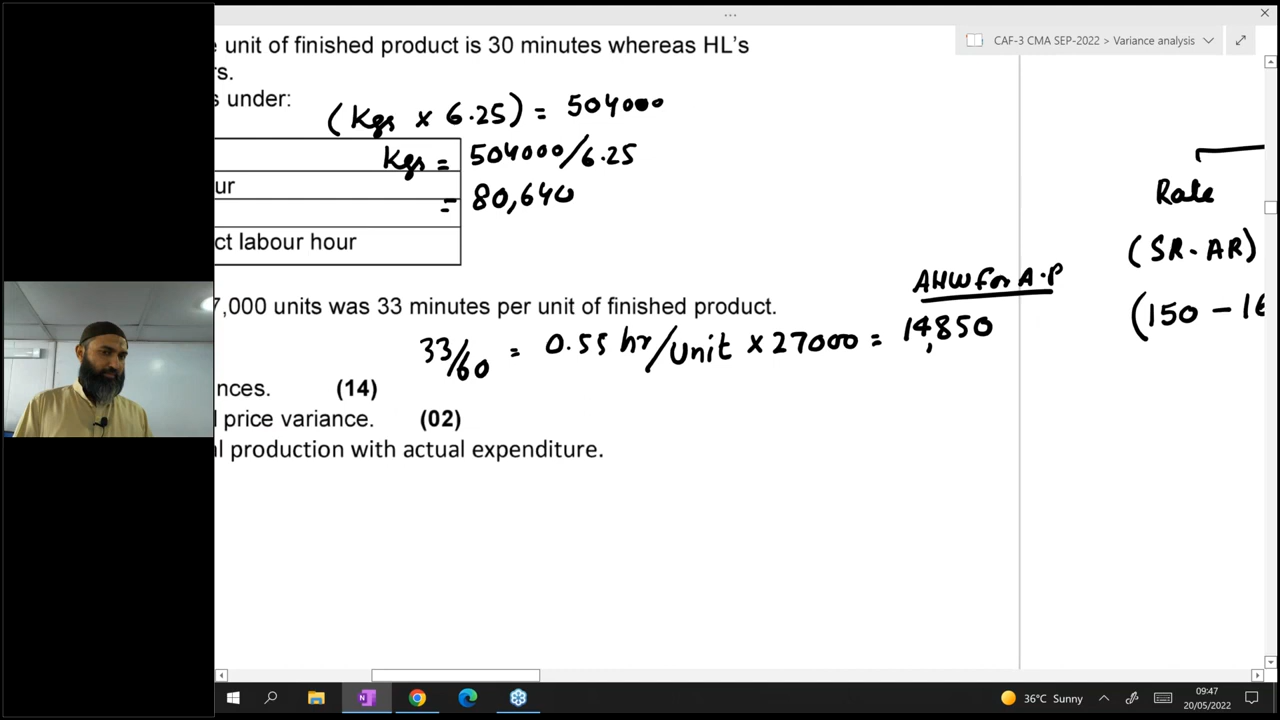 CAF-3 CMA SEP-2022 > Variance analysis
unit of finished product is 30 minutes whereas HL's
rs.
s under:
(Kgs x 6.25) = 504000
Kgs = 504000/6.25
= 80,640
ur
ct labour hour
Rate
(SR-AR)
(150 - 16
7,000 units was 33 minutes per unit of finished product.
AHW for A.P
33/60 = 0.55 hr/Unit x 27000 = 14,850
nces. (14)
price variance. (02)
al production with actual expenditure.
36°C Sunny
09:47
20/05/2022